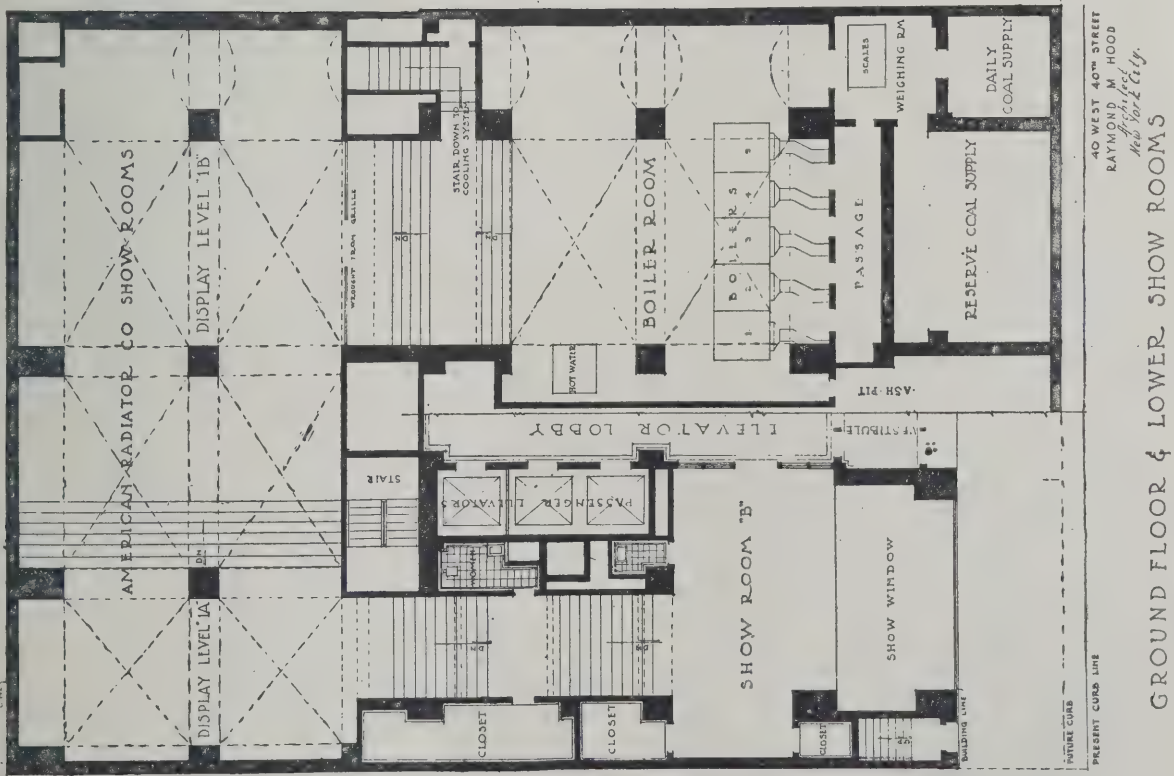 AMERICAN RADIATOR CO SHOW ROOMS
DISPLAY LEVEL "1B"
DISPLAY LEVEL "1A"
DN
WROUGHT IRON GRILLE
DN
DN
STAIR DOWN TO
COOLING SYSTEM
BOILER ROOM
BOILERS
5
4
3
2
1
HOT WATER
PASSAGE
SCALES
WEIGHING RM
DAILY
COAL SUPPLY
RESERVE COAL SUPPLY
ASH-PIT
STAIR
ELEVATOR LOBBY
VESTIBULE
PASSENGER ELEVATORS
WOMEN
DN
DN
SHOW ROOM "B"
SHOW WINDOW
CLOSET
CLOSET
CLOSET
BUILDING LINE
FUTURE CURB
PRESENT CURB LINE
40 WEST 40TH STREET
RAYMOND M HOOD
Architect
New York City.
GROUND FLOOR & LOWER SHOW ROOMS